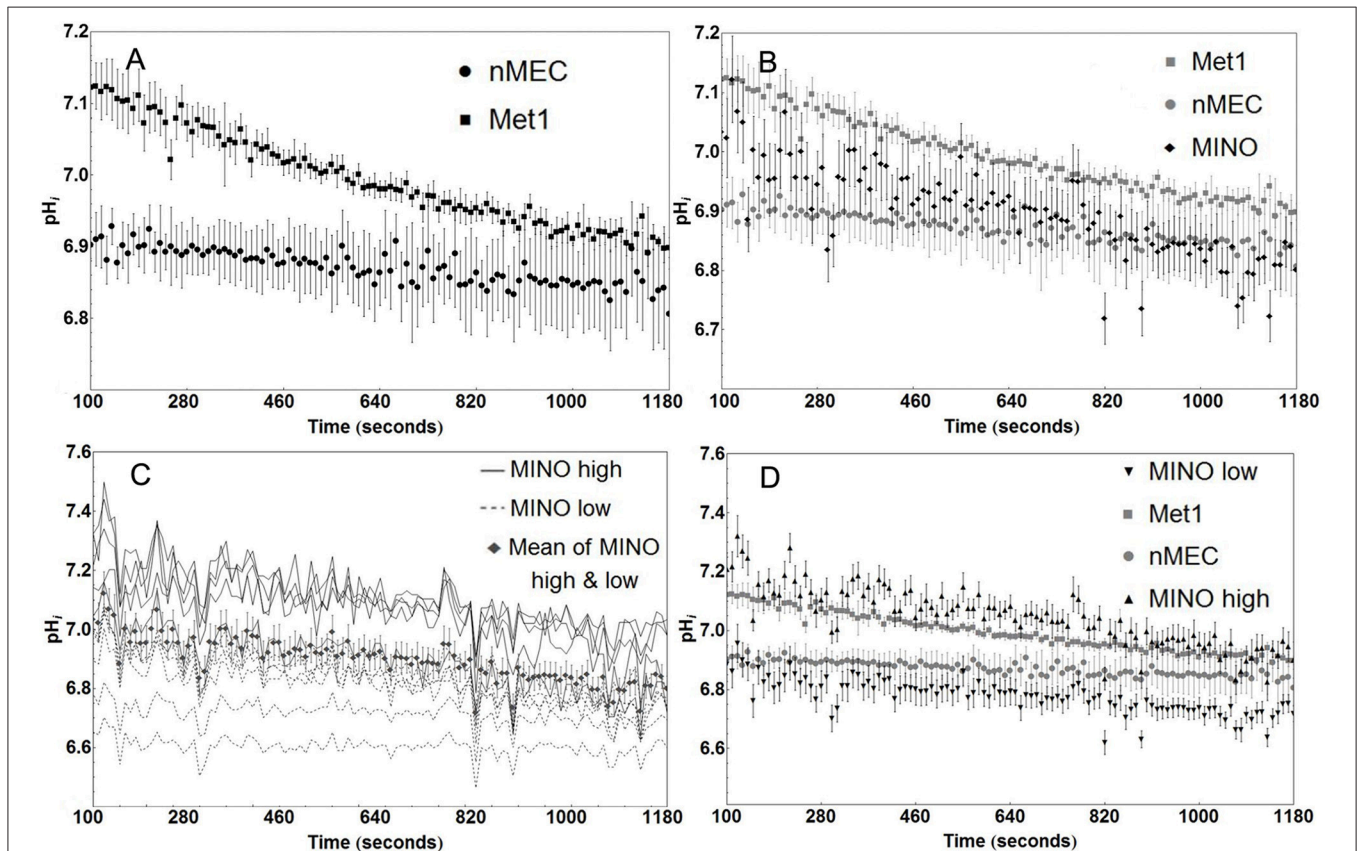 A
nMEC
Met1
pHi
7.2
7.1
7.0
6.9
6.8
100 280 460 640 820 1000 1180
Time (seconds)
B
Met1
nMEC
MINO
pHi
7.2
7.1
7.0
6.9
6.8
6.7
100 280 460 640 820 1000 1180
Time (seconds)
C
MINO high
MINO low
Mean of MINO
high & low
pHi
7.6
7.4
7.2
7.0
6.8
6.6
100 280 460 640 820 1000 1180
Time (seconds)
D
MINO low
Met1
nMEC
MINO high
pHi
7.6
7.4
7.2
7.0
6.8
6.6
100 280 460 640 820 1000 1180
Time (seconds)